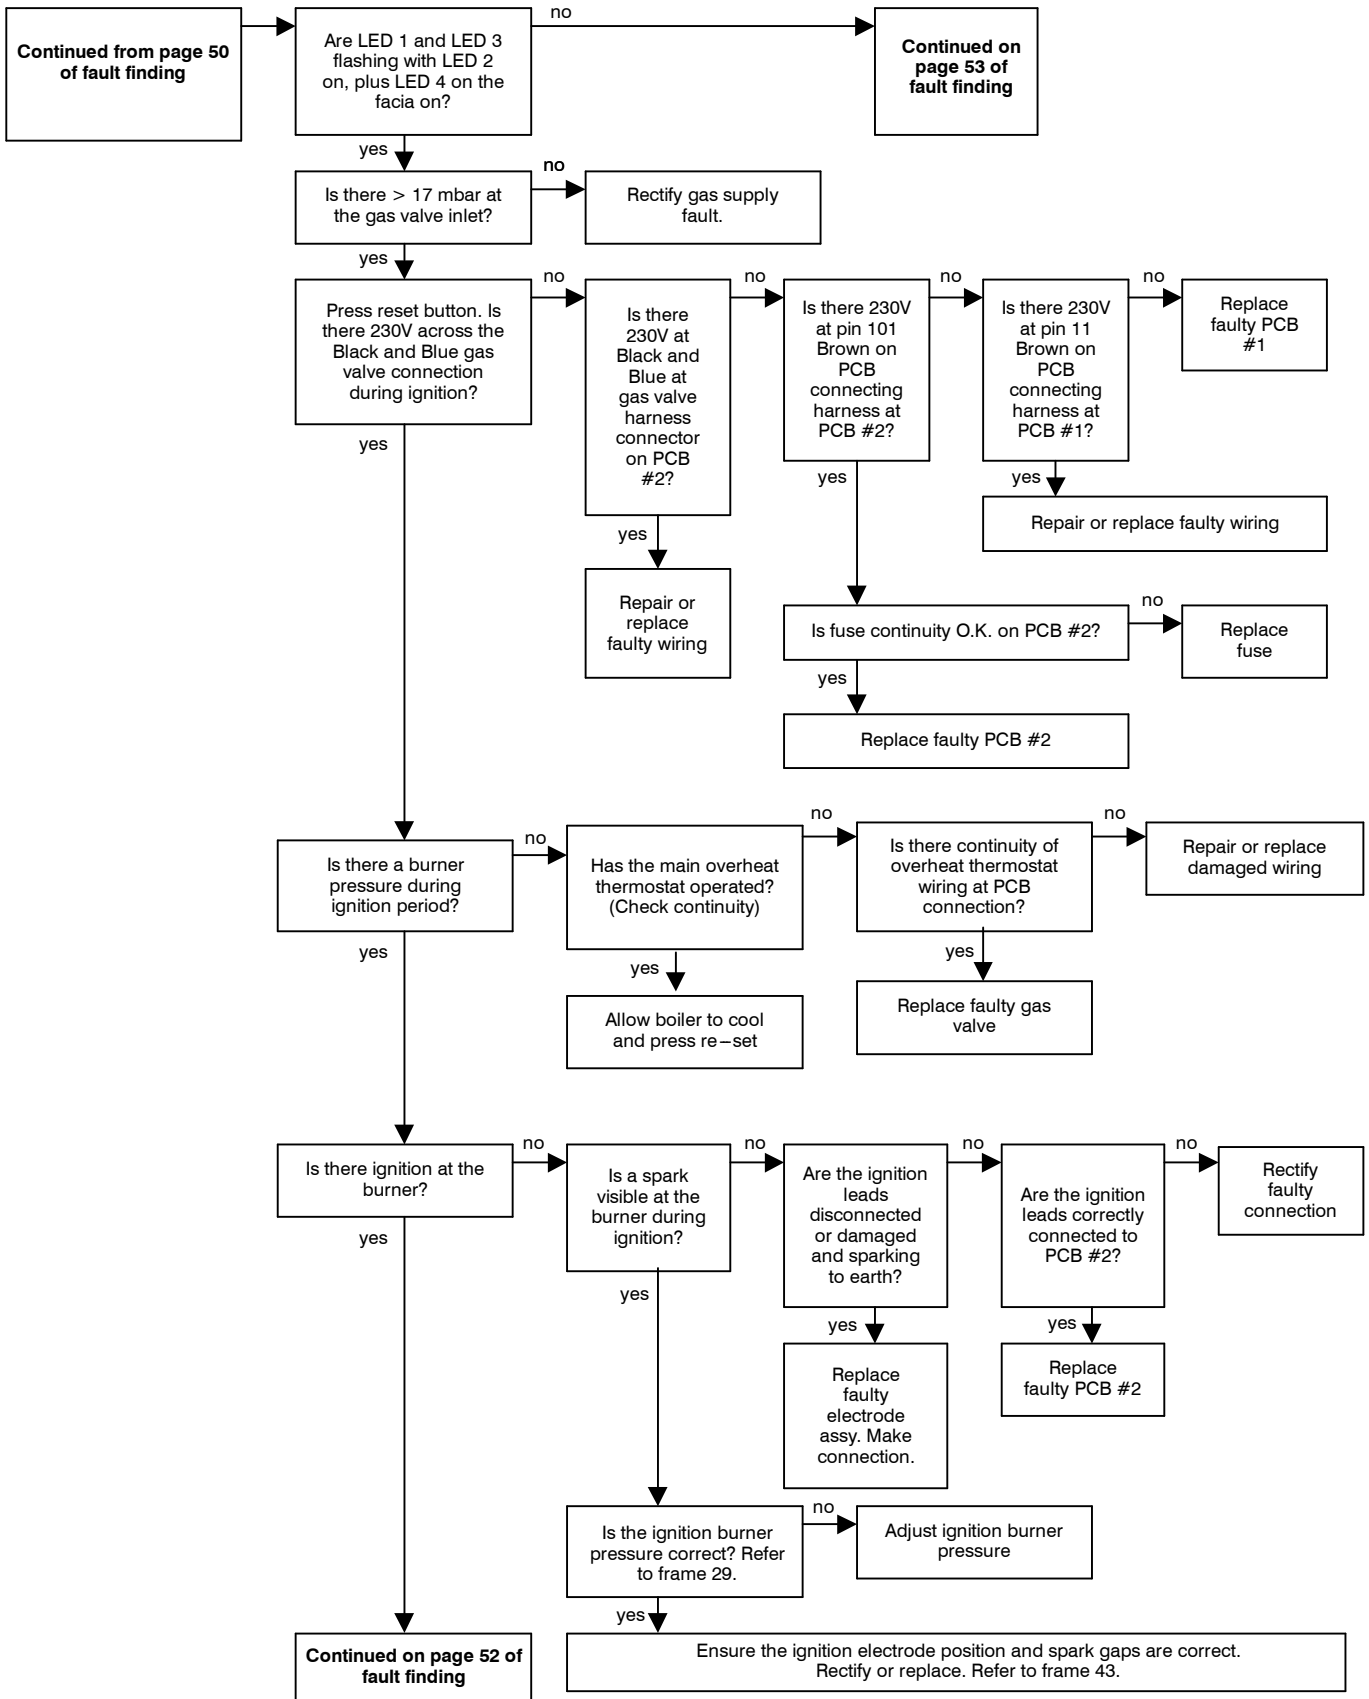 Continued from page 50
of fault finding
Are LED 1 and LED 3
flashing with LED 2
on, plus LED 4 on the
facia on?
no
Continued on
page 53 of
fault finding
yes
Is there > 17 mbar at
the gas valve inlet?
no
Rectify gas supply
fault.
yes
Press reset button. Is
there 230V across the
Black and Blue gas
valve connection
during ignition?
no
Is there
230V at
Black and
Blue at
gas valve
harness
connector
on PCB
#2?
no
Is there 230V
at pin 101
Brown on
PCB
connecting
harness at
PCB #2?
no
Is there 230V
at pin 11
Brown on
PCB
connecting
harness at
PCB #1?
no
Replace
faulty PCB
#1
yes
Repair or replace faulty wiring
yes
Repair or
replace
faulty wiring
yes
Is fuse continuity O.K. on PCB #2?
no
Replace
fuse
yes
Replace faulty PCB #2
yes
Is there a burner
pressure during
ignition period?
no
Has the main overheat
thermostat operated?
(Check continuity)
no
Is there continuity of
overheat thermostat
wiring at PCB
connection?
no
Repair or replace
damaged wiring
yes
Allow boiler to cool
and press re–set
yes
Replace faulty gas
valve
yes
Is there ignition at the
burner?
no
Is a spark
visible at the
burner during
ignition?
no
Are the ignition
leads
disconnected
or damaged
and sparking
to earth?
no
Are the ignition
leads correctly
connected to
PCB #2?
no
Rectify
faulty
connection
yes
Replace
faulty
electrode
assy. Make
connection.
yes
Replace
faulty PCB #2
yes
Is the ignition burner
pressure correct? Refer
to frame 29.
no
Adjust ignition burner
pressure
yes
Ensure the ignition electrode position and spark gaps are correct.
Rectify or replace. Refer to frame 43.
yes
Continued on page 52 of
fault finding